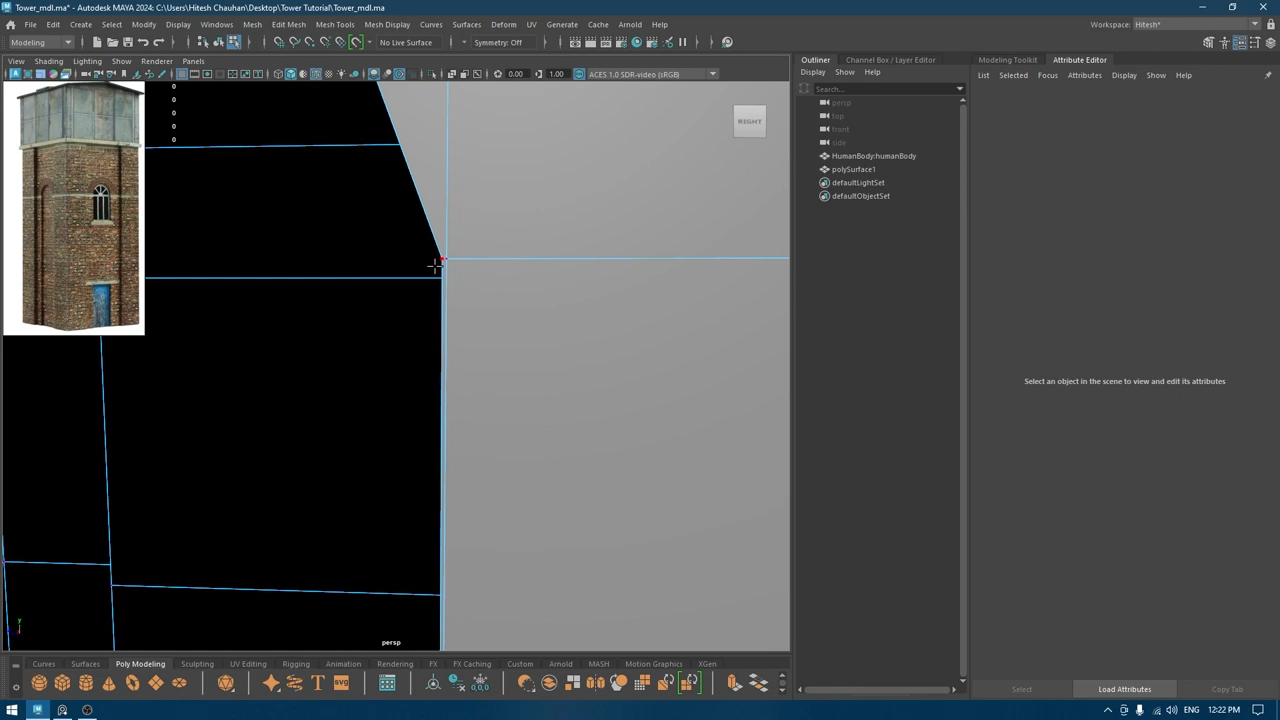 Tower_mdl.ma* - Autodesk MAYA 2024: C:\Users\Hitesh Chauhan\Desktop\Tower Tutorial\Tower_mdl.ma*
File Edit Create Select Modify Display Windows Mesh Edit Mesh Mesh Tools Mesh Display Curves Surfaces Deform UV Generate Cache Arnold Help Workspace: Hitesh*
Modeling No Live Surface Symmetry: Off
View Shading Lighting Show Renderer Panels Outliner Channel Box / Layer Editor Modeling Toolkit Attribute Editor
0.00 1.00 ACES 1.0 SDR-video (sRGB) Display Show Help List Selected Focus Attributes Display Show Help
Search...
0
0
0
0
0
RIGHT
persp
top
front
side
HumanBody:humanBody
polySurface1
defaultLightSet
defaultObjectSet
Select an object in the scene to view and edit its attributes
y
persp
Curves Surfaces Poly Modeling Sculpting UV Editing Rigging Animation Rendering FX FX Caching Custom Arnold MASH Motion Graphics XGen
T SVG 0,0,0
Select Load Attributes Copy Tab
ENG 12:22 PM